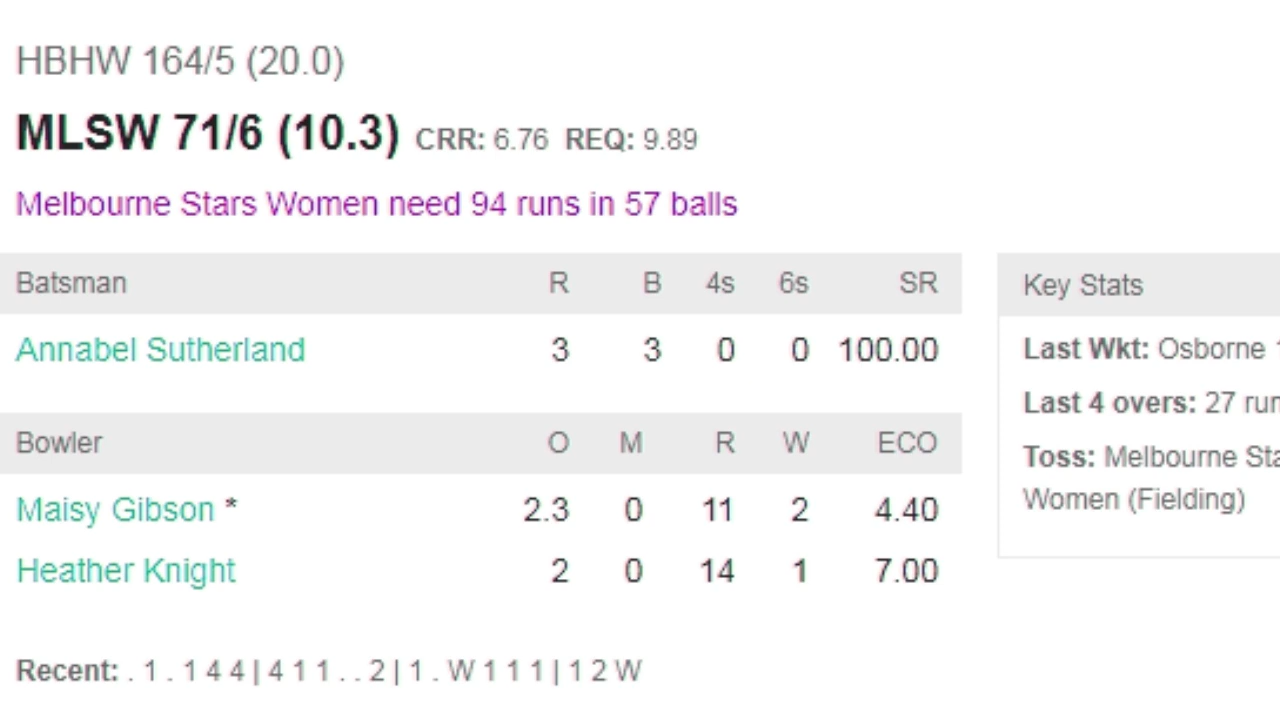 HBHW 164/5 (20.0)
MLSW 71/6 (10.3) CRR: 6.76 REQ: 9.89
Melbourne Stars Women need 94 runs in 57 balls
Batsman R B 4s 6s SR
Annabel Sutherland 3 3 0 0 100.00
Bowler O M R W ECO
Maisy Gibson * 2.3 0 11 2 4.40
Heather Knight 2 0 14 1 7.00
Recent: . 1 . 1 4 4 | 4 1 1 . . 2 | 1 . W 1 1 1 | 1 2 W
Key Stats
Last Wkt: Osborne
Last 4 overs: 27
Toss: Melbourne
Women (Fielding)